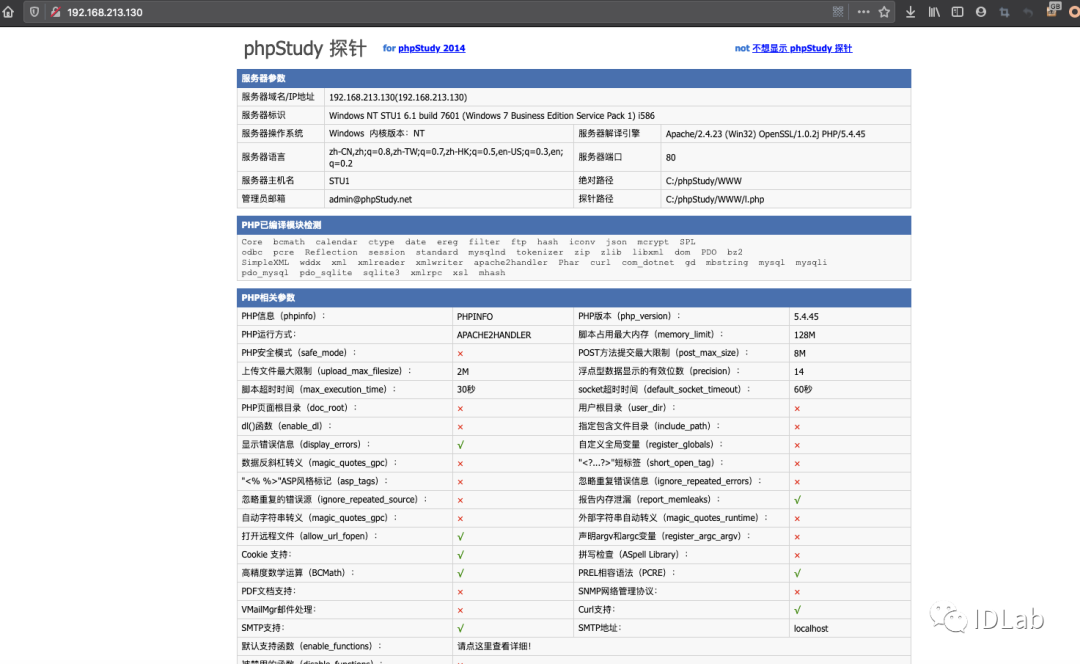 192.168.213.130
phpStudy 探针 for phpStudy 2014 not 不想显示 phpStudy 探针
服务器参数
服务器域名/IP地址 192.168.213.130(192.168.213.130)
服务器标识 Windows NT STU1 6.1 build 7601 (Windows 7 Business Edition Service Pack 1) i586
服务器操作系统 Windows 内核版本：NT 服务器解译引擎 Apache/2.4.23 (Win32) OpenSSL/1.0.2j PHP/5.4.45
服务器语言 zh-CN,zh;q=0.8,zh-TW;q=0.7,zh-HK;q=0.5,en-US;q=0.3,en;q=0.2 服务器端口 80
服务器主机名 STU1 绝对路径 C:/phpStudy/WWW
管理员邮箱 admin@phpStudy.net 探针路径 C:/phpStudy/WWW/l.php
PHP已编译模块检测
Core bcmath calendar ctype date ereg filter ftp hash iconv json mcrypt SPL
odbc pcre Reflection session standard mysqlnd tokenizer zip zlib libxml dom PDO bz2
SimpleXML wddx xml xmlreader xmlwriter apache2handler Phar curl com_dotnet gd mbstring mysql mysqli
pdo_mysql pdo_sqlite sqlite3 xmlrpc xsl mhash
PHP相关参数
PHP信息（phpinfo）： PHPINFO PHP版本（php_version）： 5.4.45
PHP运行方式： APACHE2HANDLER 脚本占用最大内存（memory_limit）： 128M
PHP安全模式（safe_mode）： × POST方法提交最大限制（post_max_size）： 8M
上传文件最大限制（upload_max_filesize）： 2M 浮点型数据显示的有效位数（precision）： 14
脚本超时时间（max_execution_time）： 30秒 socket超时时间（default_socket_timeout）： 60秒
PHP页面根目录（doc_root）： × 用户根目录（user_dir）： ×
dl()函数（enable_dl）： × 指定包含文件目录（include_path）： ×
显示错误信息（display_errors）： √ 自定义全局变量（register_globals）： ×
数据反斜杠转义（magic_quotes_gpc）： × "<?...?>"短标签（short_open_tag）： ×
"<% %>"ASP风格标记（asp_tags）： × 忽略重复错误信息（ignore_repeated_errors）： ×
忽略重复的错误源（ignore_repeated_source）： × 报告内存泄漏（report_memleaks）： √
自动字符串转义（magic_quotes_gpc）： × 外部字符串自动转义（magic_quotes_runtime）： ×
打开远程文件（allow_url_fopen）： √ 声明argv和argc变量（register_argc_argv）： ×
Cookie 支持： √ 拼写检查（ASpell Library）： ×
高精度数学运算（BCMath）： √ PREL相容语法（PCRE）： √
PDF文档支持： × SNMP网络管理协议： ×
VMailMgr邮件处理： × Curl支持： √
SMTP支持： √ SMTP地址： localhost
默认支持函数（enable_functions）： 请点这里查看详细！
IDLab